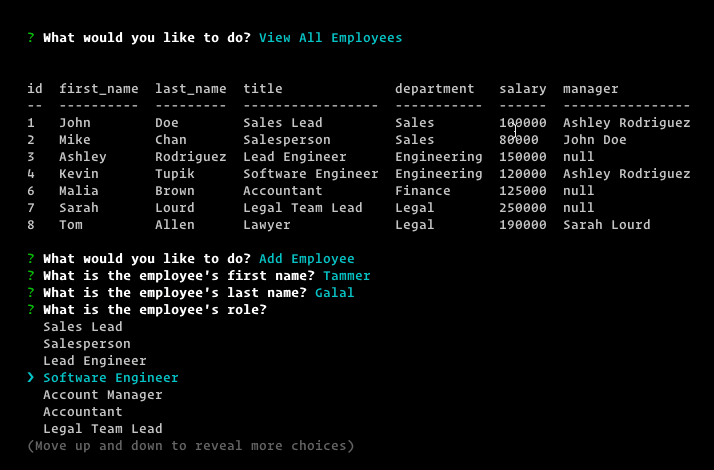 ? What would you like to do? View All Employees
id first_name last_name title department salary manager
-- ---------- --------- ----------------- ----------- ------ ----------------
1 John Doe Sales Lead Sales 100000 Ashley Rodriguez
2 Mike Chan Salesperson Sales 80000 John Doe
3 Ashley Rodriguez Lead Engineer Engineering 150000 null
4 Kevin Tupik Software Engineer Engineering 120000 Ashley Rodriguez
6 Malia Brown Accountant Finance 125000 null
7 Sarah Lourd Legal Team Lead Legal 250000 null
8 Tom Allen Lawyer Legal 190000 Sarah Lourd
? What would you like to do? Add Employee
? What is the employee's first name? Tammer
? What is the employee's last name? Galal
? What is the employee's role?
Sales Lead
Salesperson
Lead Engineer
❯ Software Engineer
Account Manager
Accountant
Legal Team Lead
(Move up and down to reveal more choices)